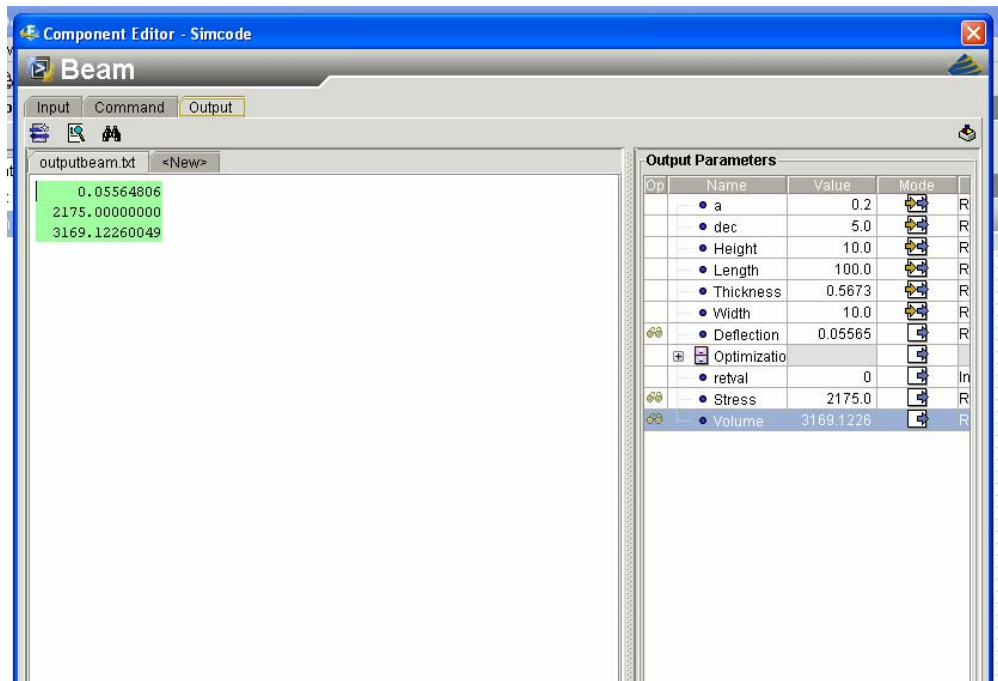 Component Editor - Simcode
Beam
Input Command Output
outputbeam.txt <New>
0.05564806
2175.00000000
3169.12260049
Output Parameters
Op Name Value Mode
a 0.2 R
dec 5.0 R
Height 10.0 R
Length 100.0 R
Thickness 0.5673 R
Width 10.0 R
Deflection 0.05565 R
Optimizatio
retval 0 In
Stress 2175.0 R
Volume 3169.1226 R